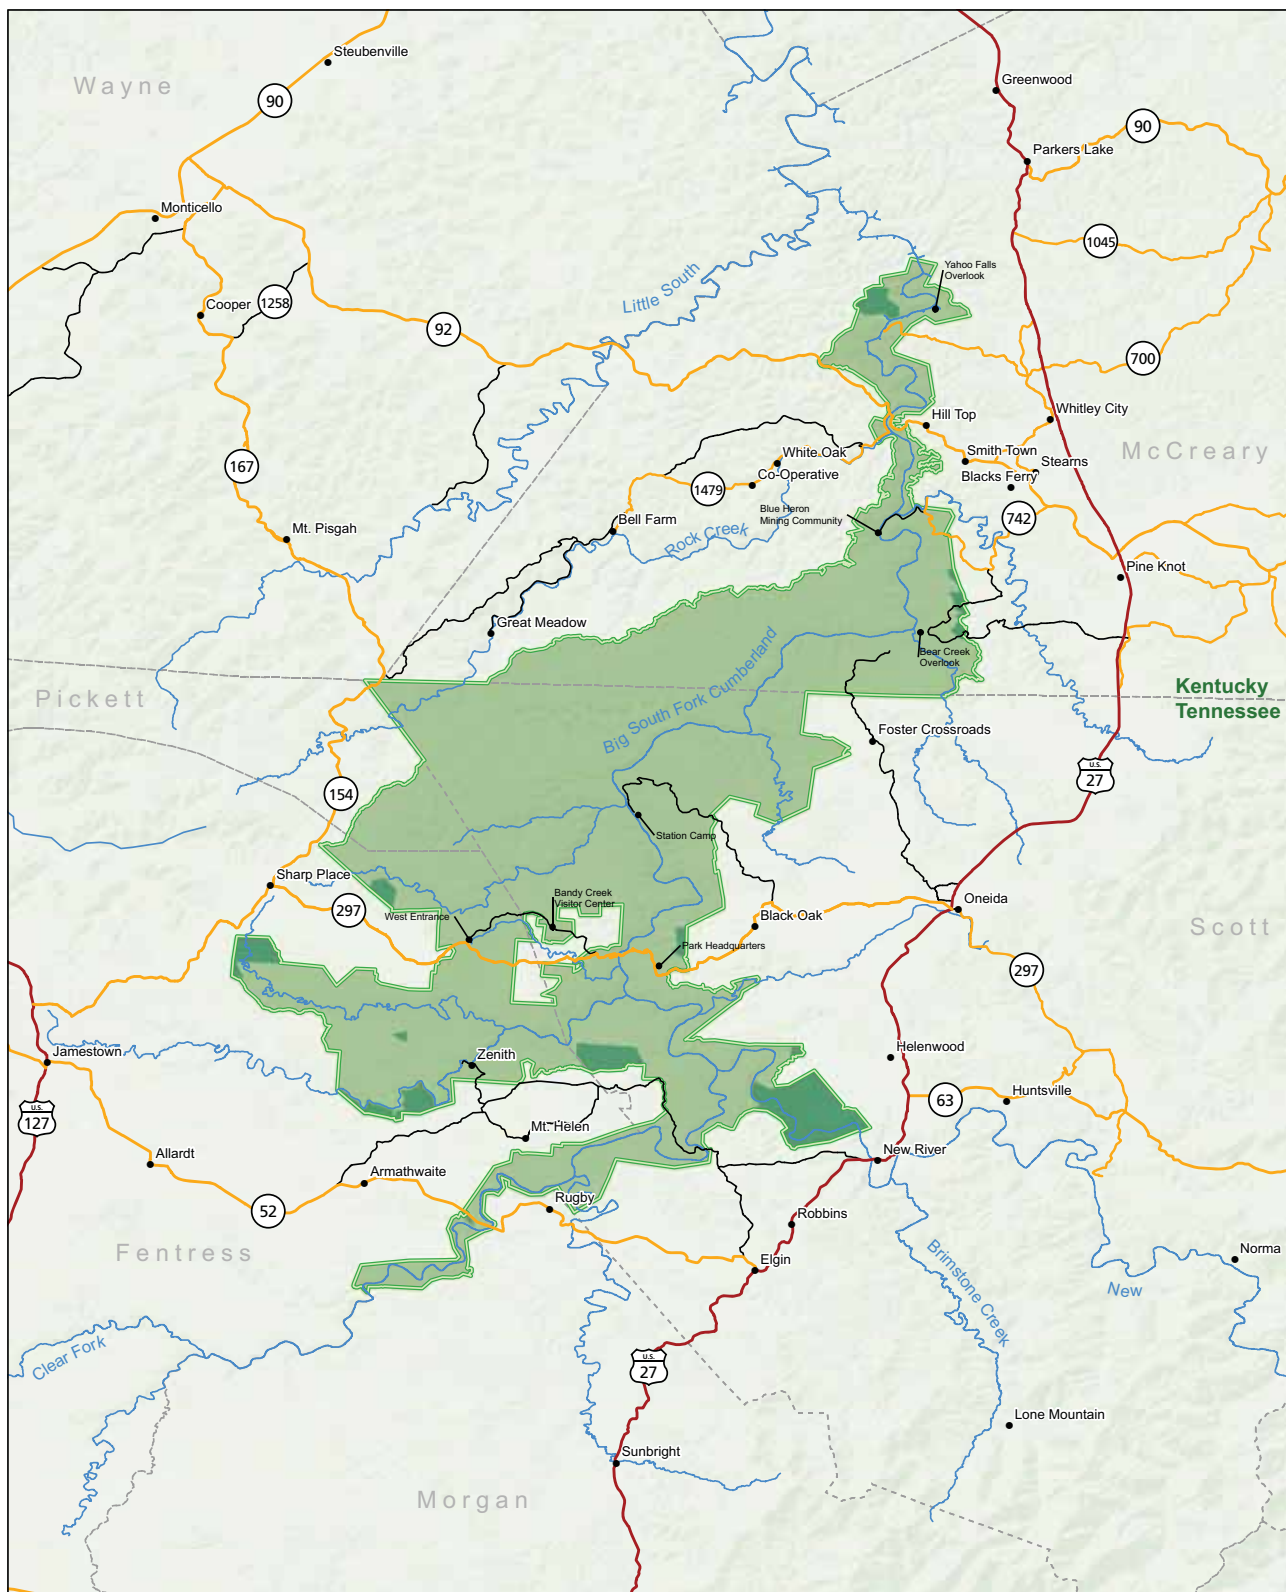 Steubenville
Wayne
Greenwood
90
90
Parkers Lake
Monticello
1045
Yahoo Falls
Overlook
Little South
Cooper
1258
92
700
Whitley City
Hill Top
McCreary
White Oak
Smith Town
Stearns
167
Co-Operative
Blacks Ferry
1479
Blue Heron
Mining Community
742
Bell Farm
Mt. Pisgah
Rock Creek
Pine Knot
Great Meadow
Bear Creek
Overlook
Big South Fork Cumberland
Pickett
Kentucky
Tennessee
Foster Crossroads
U.S.
27
154
Station Camp
Sharp Place
Bandy Creek
Visitor Center
Oneida
297
West Entrance
Black Oak
Scott
Park Headquarters
297
Jamestown
Zenith
Helenwood
63
Huntsville
U.S.
127
Mt. Helen
Allardt
New River
Armathwaite
Rugby
52
Robbins
Fentress
Brimstone Creek
Norma
Elgin
New
Clear Fork
U.S.
27
Lone Mountain
Sunbright
Morgan